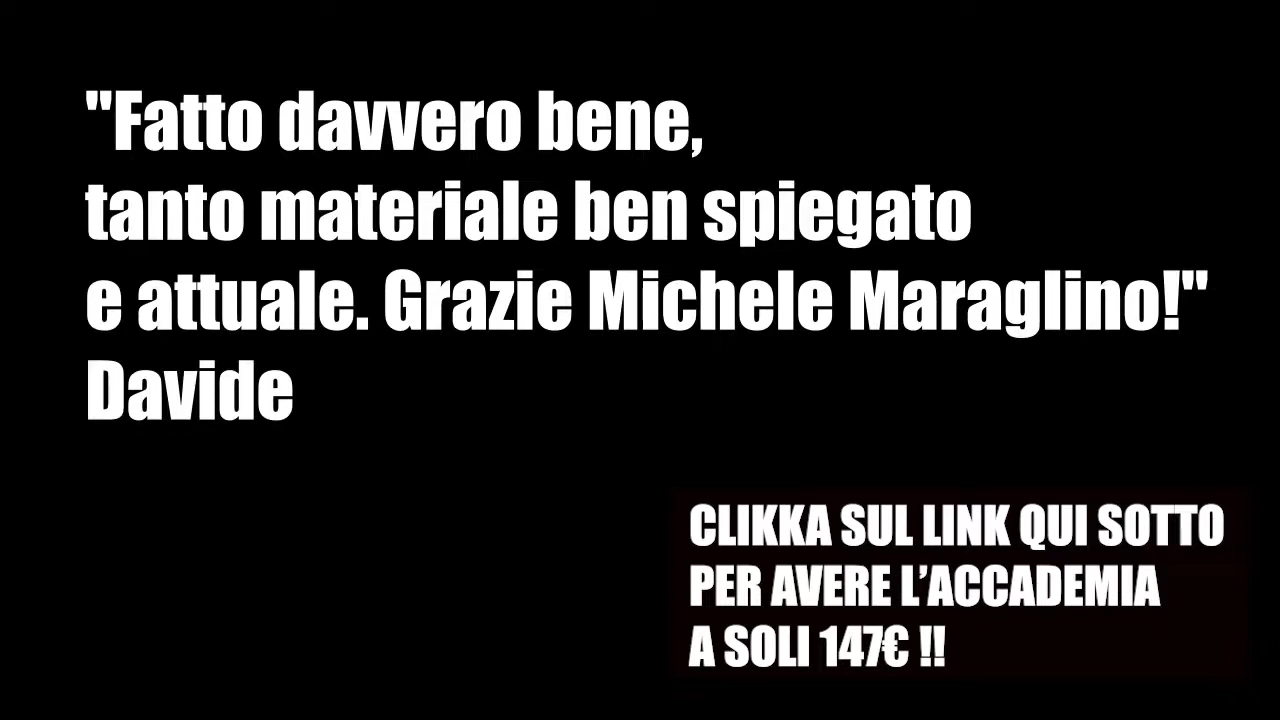 "Fatto davvero bene,
tanto materiale ben spiegato
e attuale. Grazie Michele Maraglino!"
Davide
CLIKKA SUL LINK QUI SOTTO
PER AVERE L’ACCADEMIA
A SOLI 147€ !!